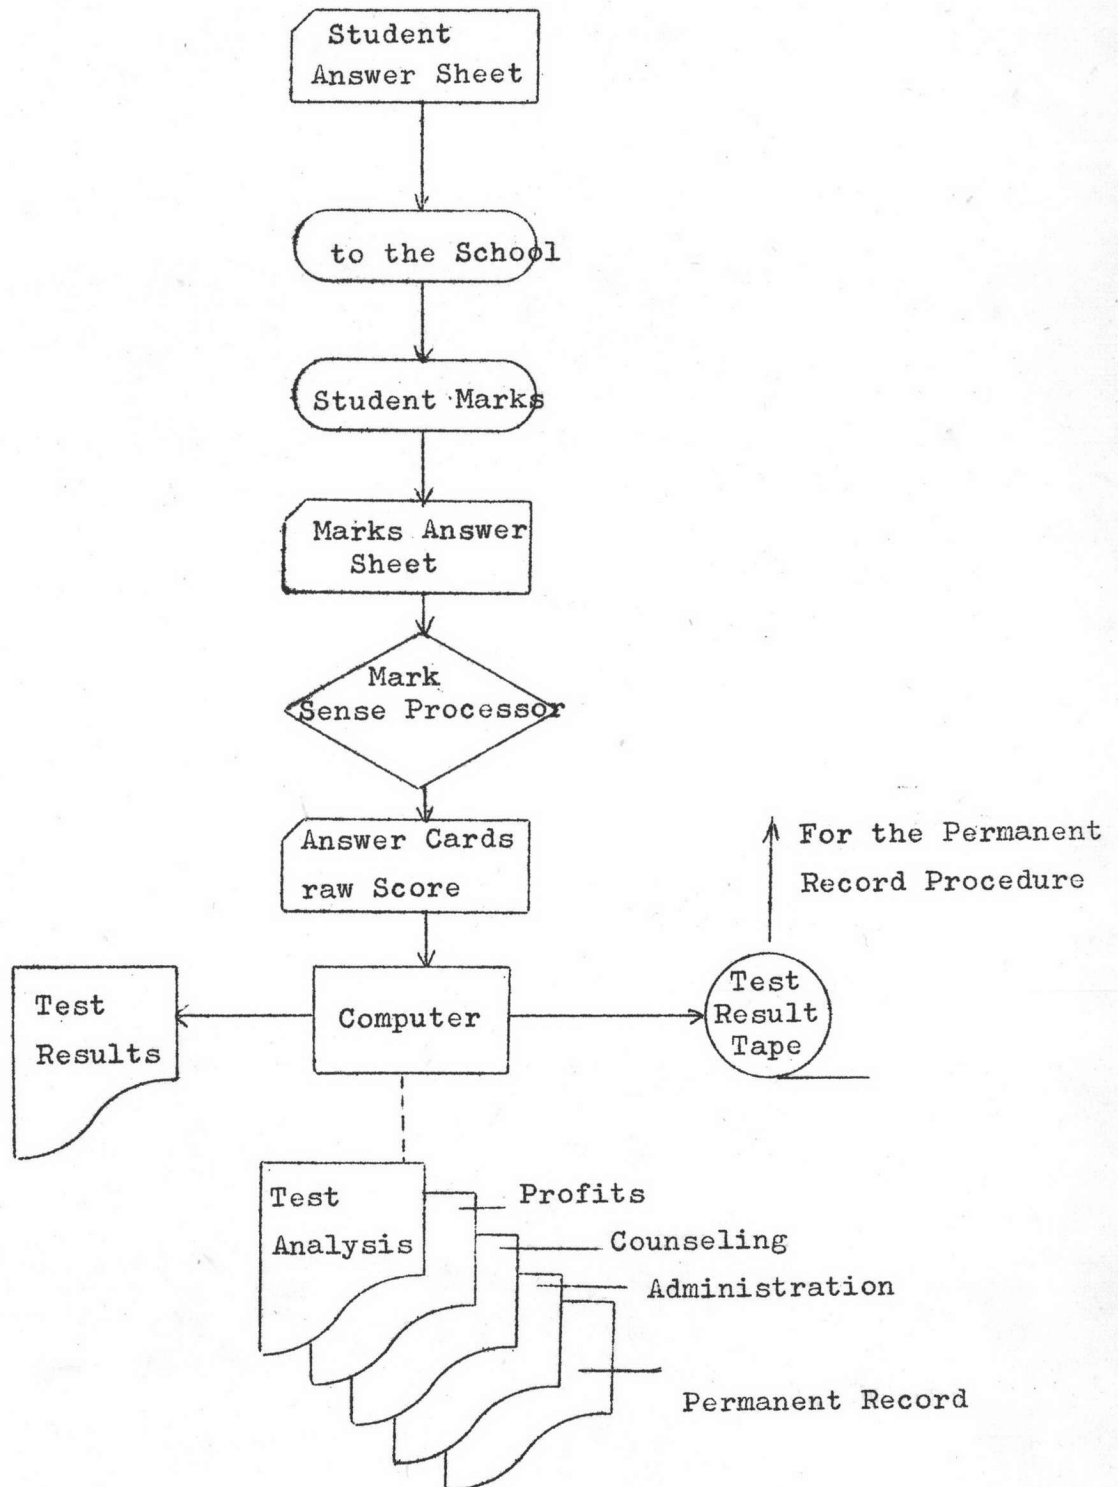 Student
Answer Sheet
to the School
Student Marks
Marks Answer
Sheet
Mark
Sense Processor
Answer Cards
raw Score
For the Permanent
Record Procedure
Test
Results
Computer
Test
Result
Tape
Test
Analysis
Profits
Counseling
Administration
Permanent Record